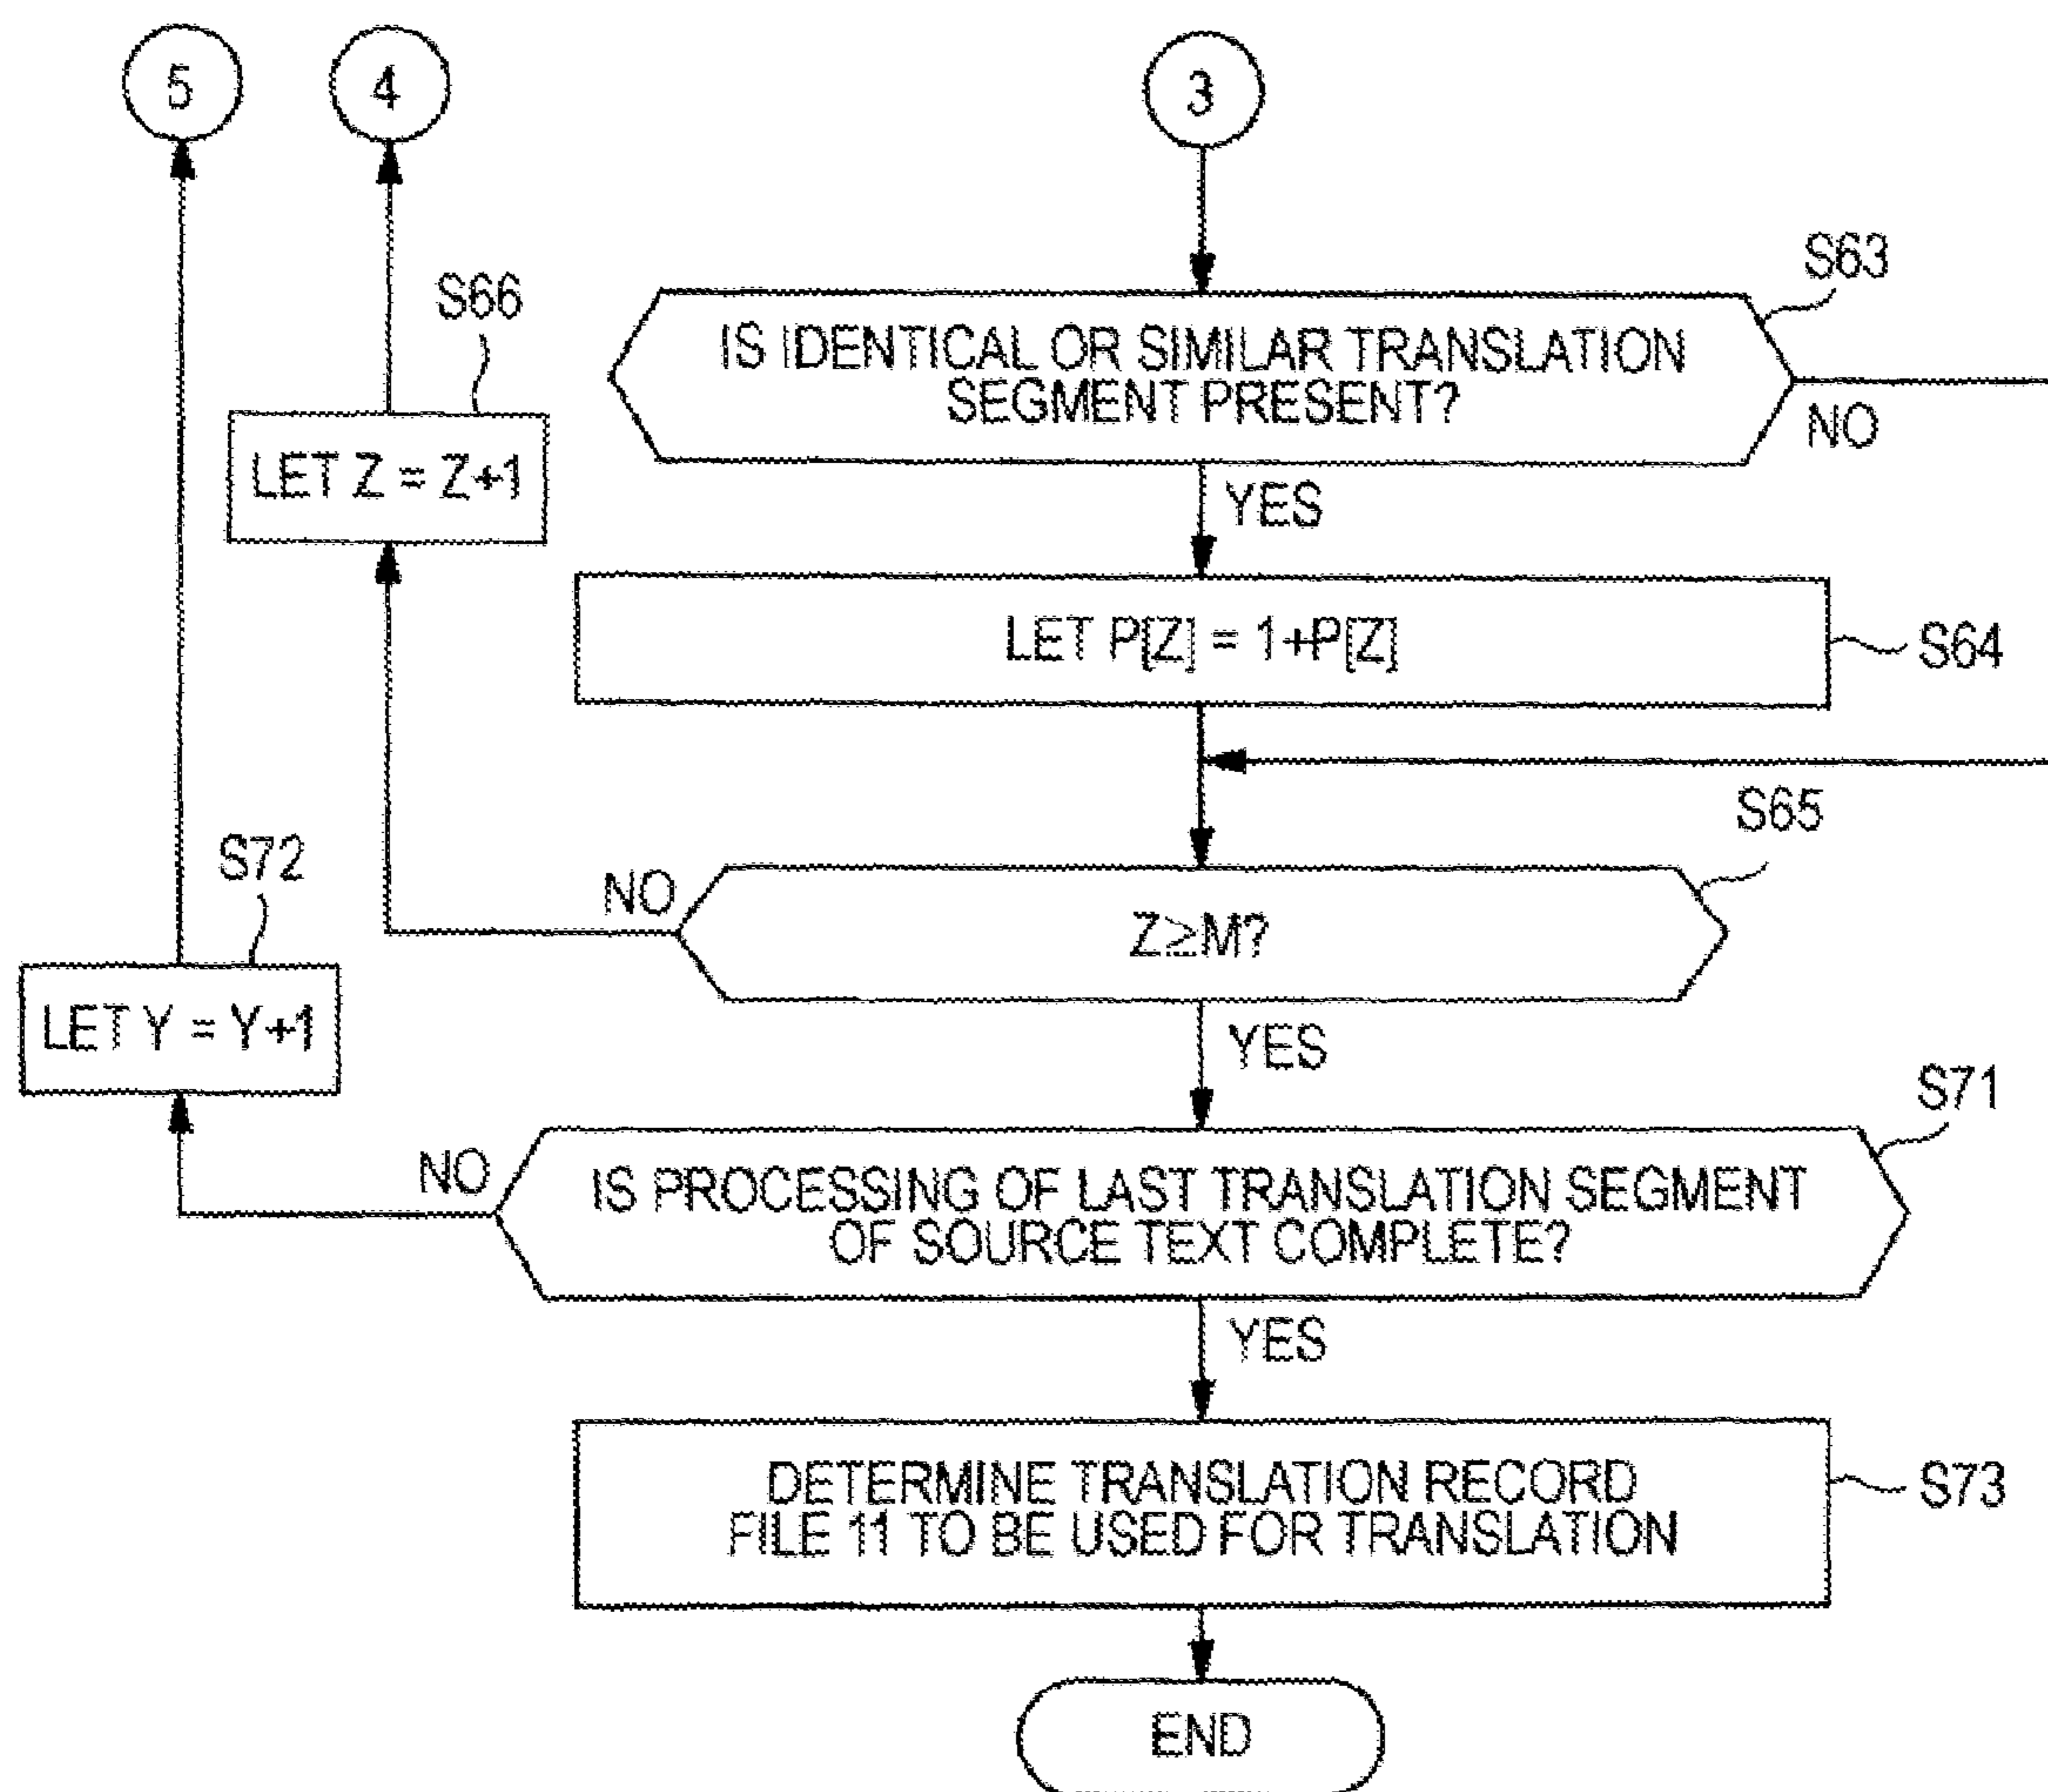 5
4
3
S63
IS IDENTICAL OR SIMILAR TRANSLATION
SEGMENT PRESENT?
NO
S66
LET Z = Z+1
YES
LET P[Z] = 1+P[Z]
S64
S65
NO
Z≥M?
S72
LET Y = Y+1
YES
S71
NO
IS PROCESSING OF LAST TRANSLATION SEGMENT
OF SOURCE TEXT COMPLETE?
YES
DETERMINE TRANSLATION RECORD
FILE 11 TO BE USED FOR TRANSLATION
S73
END